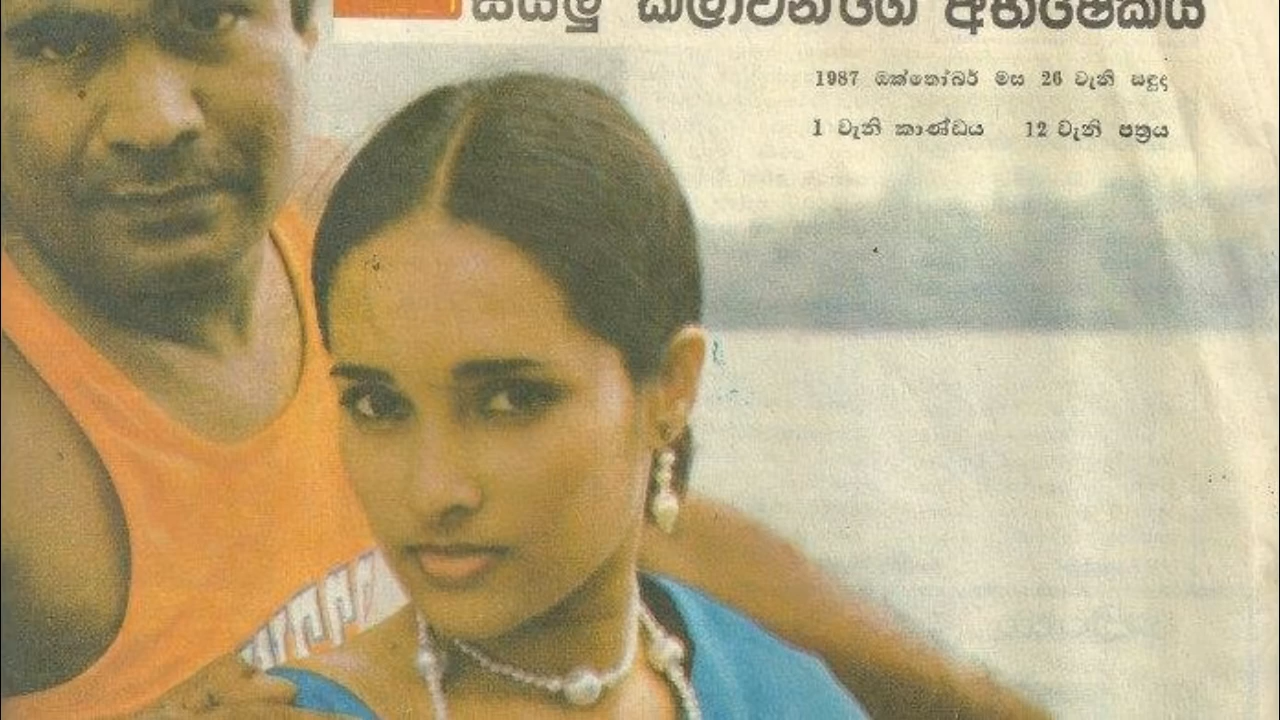 සියලු කලාවන්ගේ අභිෂේකය
1987 ඔක්තෝබර් මස 26 වැනි සඳුදා
1 වැනි කාණ්ඩය 12 වැනි පත්‍රය